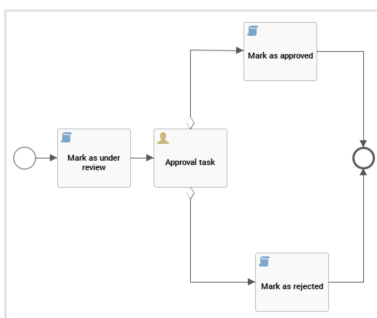 Mark as approved
Mark as under
review
Approval task
Mark as rejected